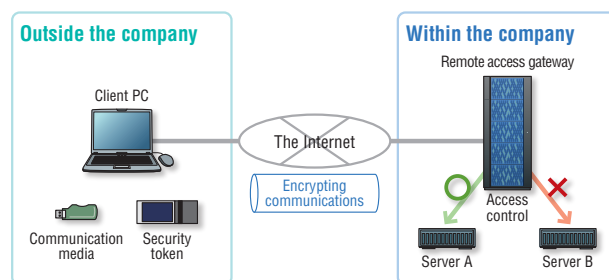 Outside the company
Client PC
Communication
media
Security
token
The Internet
Encrypting
communications
Within the company
Remote access gateway
Access
control
Server A
Server B